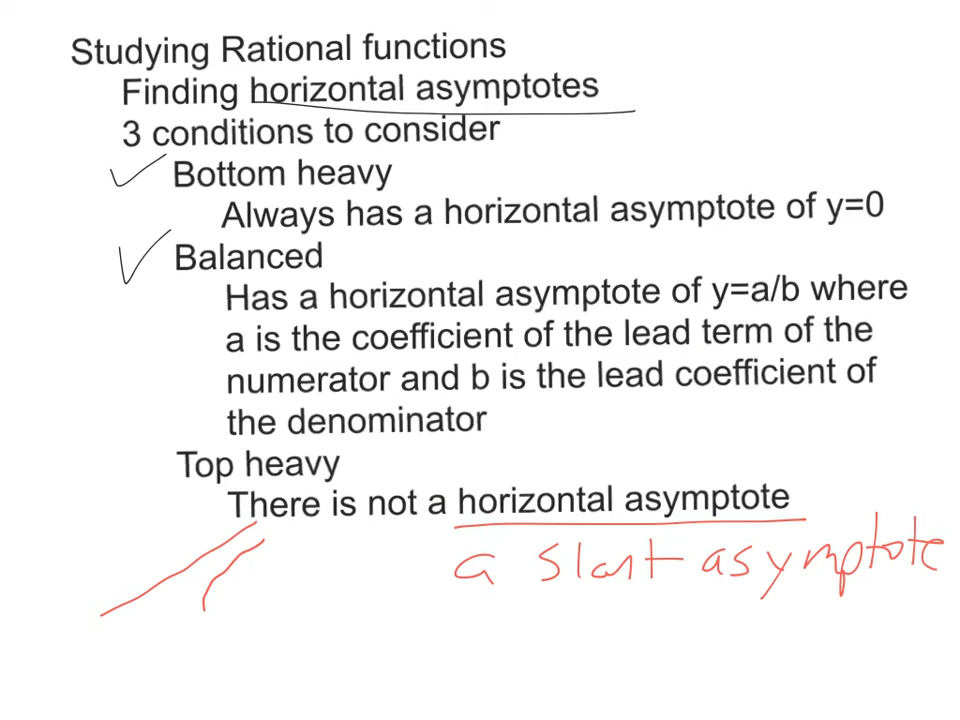 Studying Rational functions
Finding horizontal asymptotes
3 conditions to consider
Bottom heavy
Always has a horizontal asymptote of y=0
Balanced
Has a horizontal asymptote of y=a/b where
a is the coefficient of the lead term of the
numerator and b is the lead coefficient of
the denominator
Top heavy
There is not a horizontal asymptote
a slant asymptote